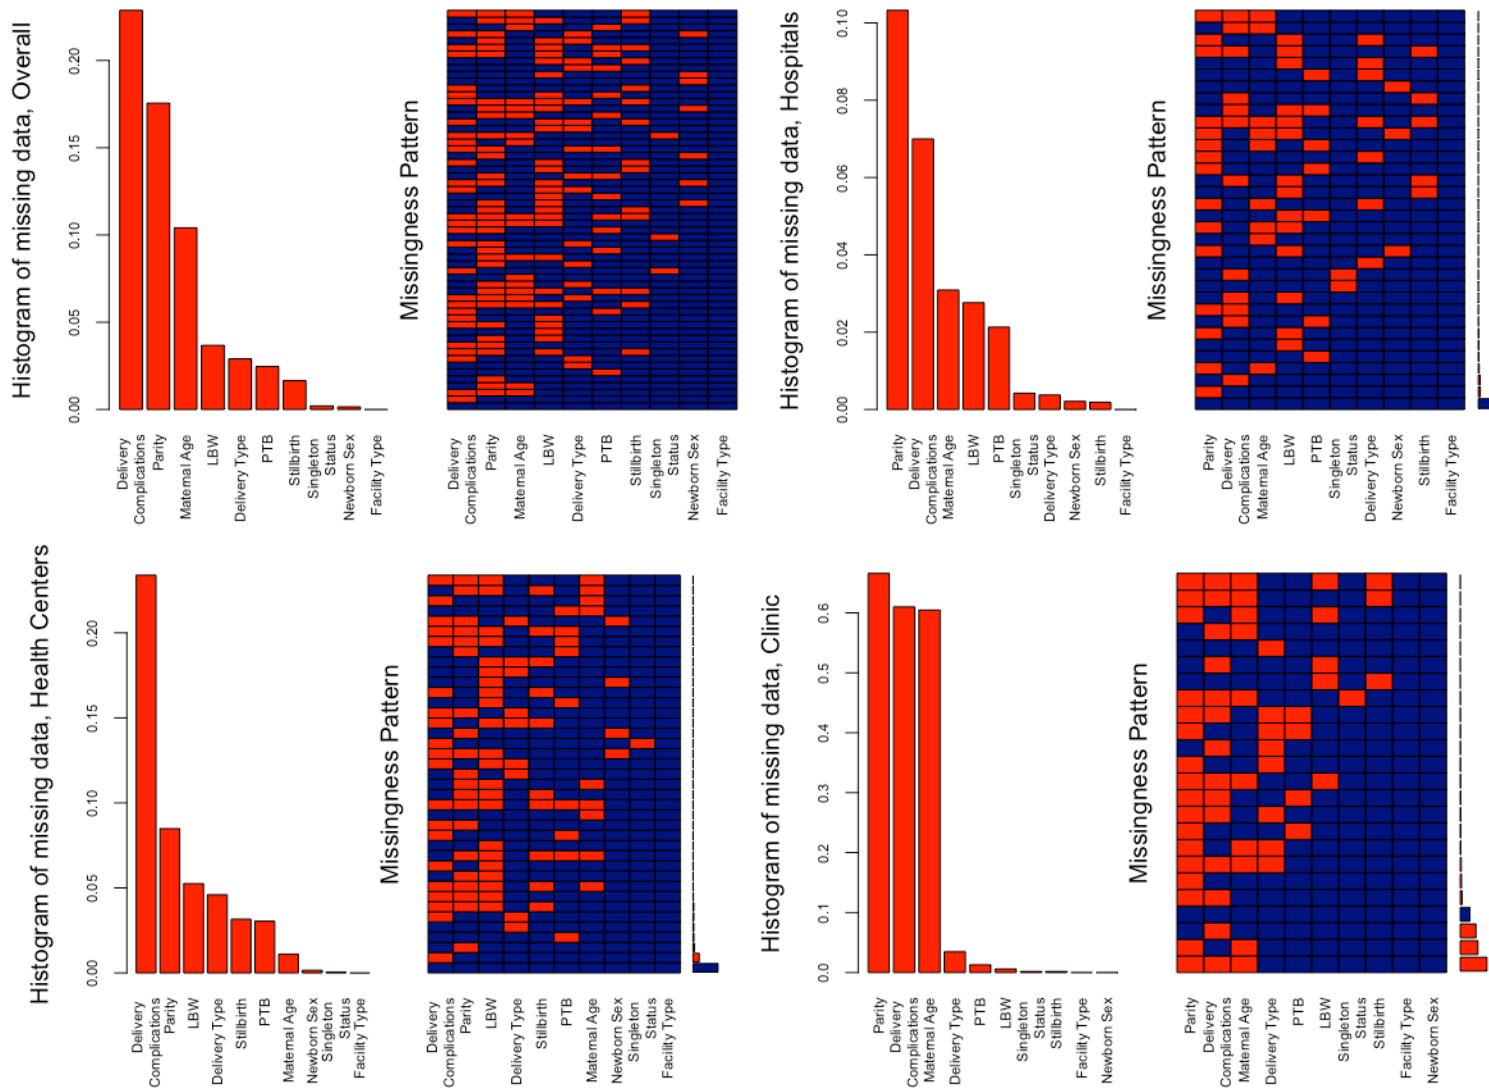 Histogram of missing data, Overall
0.00
0.05
0.10
0.15
0.20
Delivery
Complications
Parity
Maternal Age
LBW
Delivery Type
PTB
Stillbirth
Singleton
Status
Newborn Sex
Facility Type
Missingness Pattern
Delivery
Complications
Parity
Maternal Age
LBW
Delivery Type
PTB
Stillbirth
Singleton
Status
Newborn Sex
Facility Type
Histogram of missing data, Hospitals
0.00
0.02
0.04
0.06
0.08
0.10
Parity
Delivery
Complications
Maternal Age
LBW
PTB
Singleton
Status
Delivery Type
Newborn Sex
Stillbirth
Facility Type
Missingness Pattern
Parity
Delivery
Complications
Maternal Age
LBW
PTB
Singleton
Status
Delivery Type
Newborn Sex
Stillbirth
Facility Type
Histogram of missing data, Health Centers
0.00
0.05
0.10
0.15
0.20
Delivery
Complications
Parity
LBW
Delivery Type
Stillbirth
PTB
Maternal Age
Newborn Sex
Singleton
Status
Facility Type
Missingness Pattern
Delivery
Complications
Parity
LBW
Delivery Type
Stillbirth
PTB
Maternal Age
Newborn Sex
Singleton
Status
Facility Type
Histogram of missing data, Clinic
0.0
0.1
0.2
0.3
0.4
0.5
0.6
Parity
Delivery
Complications
Maternal Age
Delivery Type
PTB
LBW
Singleton
Status
Stillbirth
Facility Type
Newborn Sex
Missingness Pattern
Parity
Delivery
Complications
Maternal Age
Delivery Type
PTB
LBW
Singleton
Status
Stillbirth
Facility Type
Newborn Sex